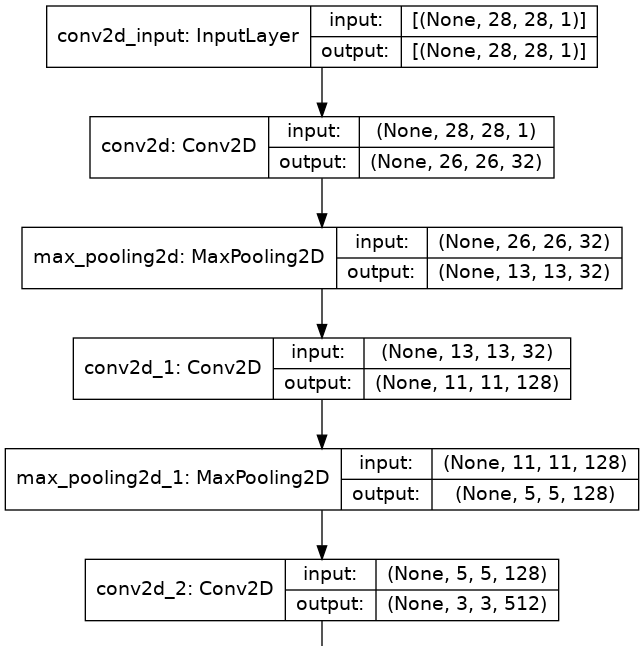 conv2d_input: InputLayer
input: [(None, 28, 28, 1)]
output: [(None, 28, 28, 1)]
conv2d: Conv2D
input: (None, 28, 28, 1)
output: (None, 26, 26, 32)
max_pooling2d: MaxPooling2D
input: (None, 26, 26, 32)
output: (None, 13, 13, 32)
conv2d_1: Conv2D
input: (None, 13, 13, 32)
output: (None, 11, 11, 128)
max_pooling2d_1: MaxPooling2D
input: (None, 11, 11, 128)
output: (None, 5, 5, 128)
conv2d_2: Conv2D
input: (None, 5, 5, 128)
output: (None, 3, 3, 512)